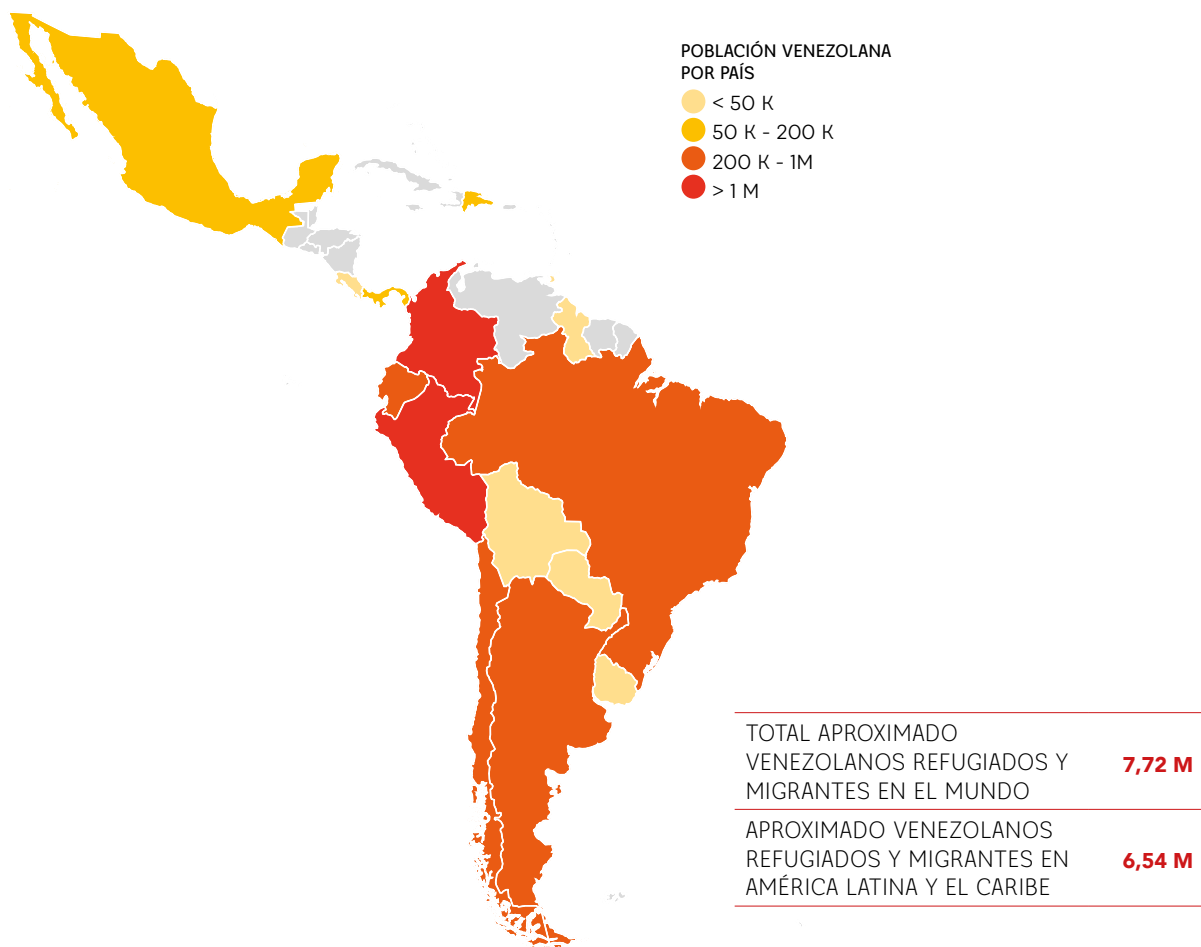 POBLACIÓN VENEZOLANA
POR PAÍS
< 50 K
50 K - 200 K
200 K - 1M
> 1 M
TOTAL APROXIMADO
VENEZOLANOS REFUGIADOS Y
MIGRANTES EN EL MUNDO
7,72 M
APROXIMADO VENEZOLANOS
REFUGIADOS Y MIGRANTES EN
AMÉRICA LATINA Y EL CARIBE
6,54 M